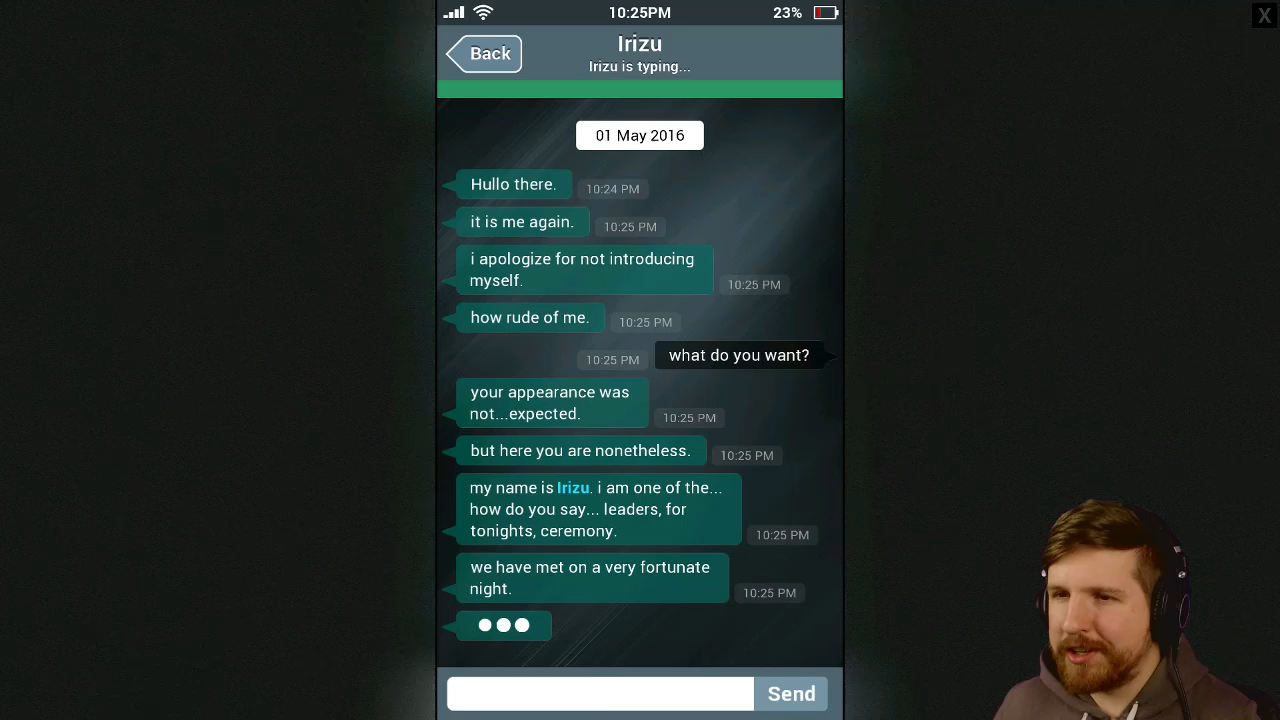 10:25PM
23%
X
Back
Irizu
Irizu is typing...
01 May 2016
Hullo there.
10:24 PM
it is me again.
10:25 PM
i apologize for not introducing
myself.
10:25 PM
how rude of me.
10:25 PM
10:25 PM
what do you want?
your appearance was
not...expected.
10:25 PM
but here you are nonetheless.
10:25 PM
my name is Irizu. i am one of the...
how do you say... leaders, for
tonights, ceremony.
10:25 PM
we have met on a very fortunate
night.
10:25 PM
Send